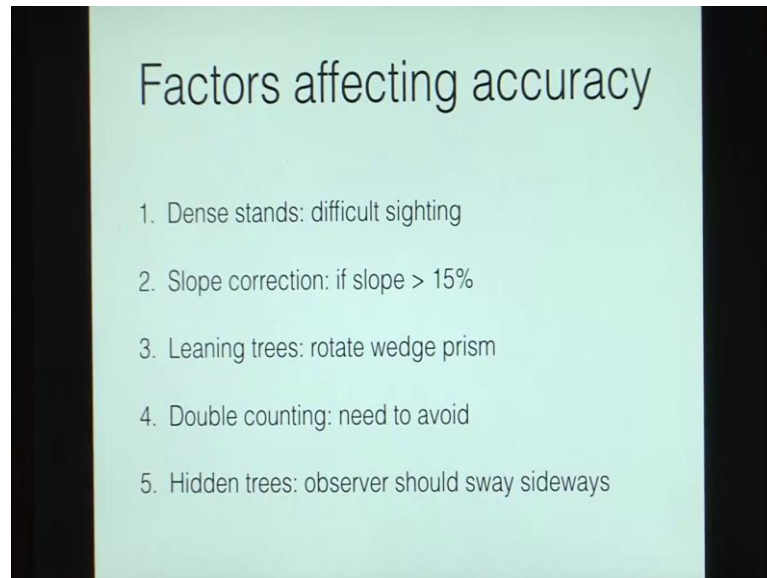 Factors affecting accuracy
1. Dense stands: difficult sighting
2. Slope correction: if slope > 15%
3. Leaning trees: rotate wedge prism
4. Double counting: need to avoid
5. Hidden trees: observer should sway sideways